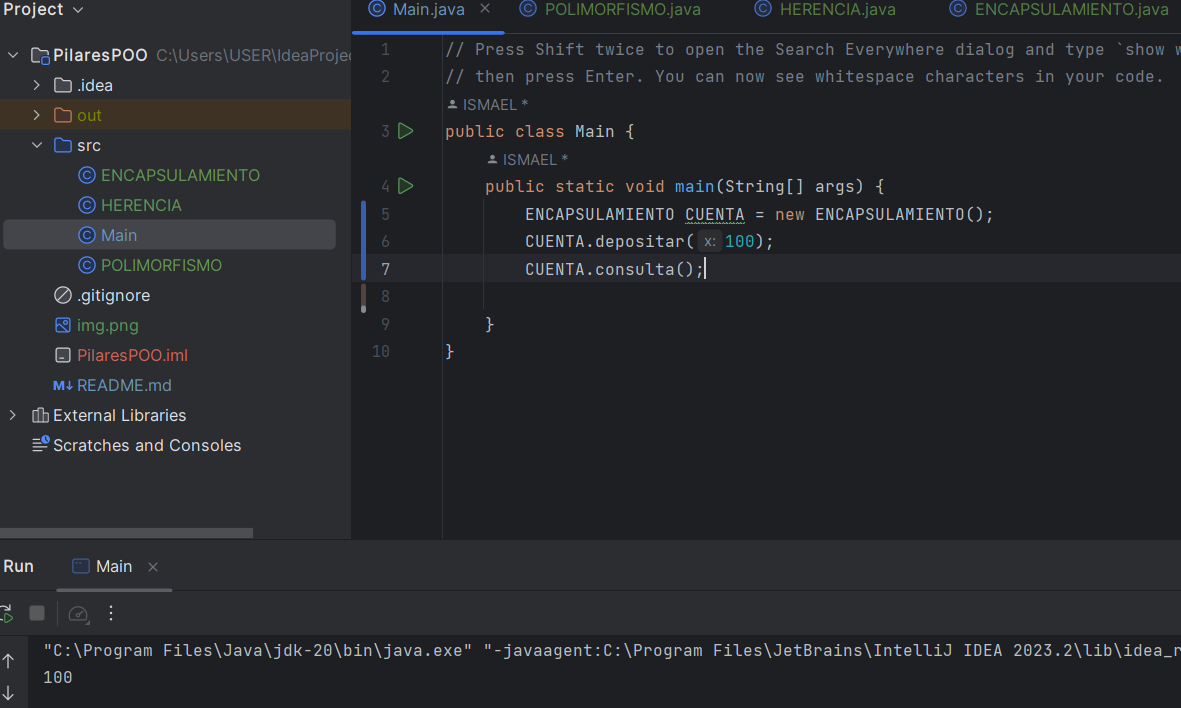 Project
Main.java
POLIMORFISMO.java
HERENCIA.java
ENCAPSULAMIENTO.java
PilaresPOO C:\Users\USER\IdeaProjec
.idea
out
src
ENCAPSULAMIENTO
HERENCIA
Main
POLIMORFISMO
.gitignore
img.png
PilaresPOO.iml
M↓ README.md
External Libraries
Scratches and Consoles
1 // Press Shift twice to open the Search Everywhere dialog and type `show w
2 // then press Enter. You can now see whitespace characters in your code.
ISMAEL *
3 public class Main {
ISMAEL *
4 public static void main(String[] args) {
5 ENCAPSULAMIENTO CUENTA = new ENCAPSULAMIENTO();
6 CUENTA.depositar( x: 100);
7 CUENTA.consulta();
8
9 }
10 }
Run
Main
"C:\Program Files\Java\jdk-20\bin\java.exe" "-javaagent:C:\Program Files\JetBrains\IntelliJ IDEA 2023.2\lib\idea_r
100